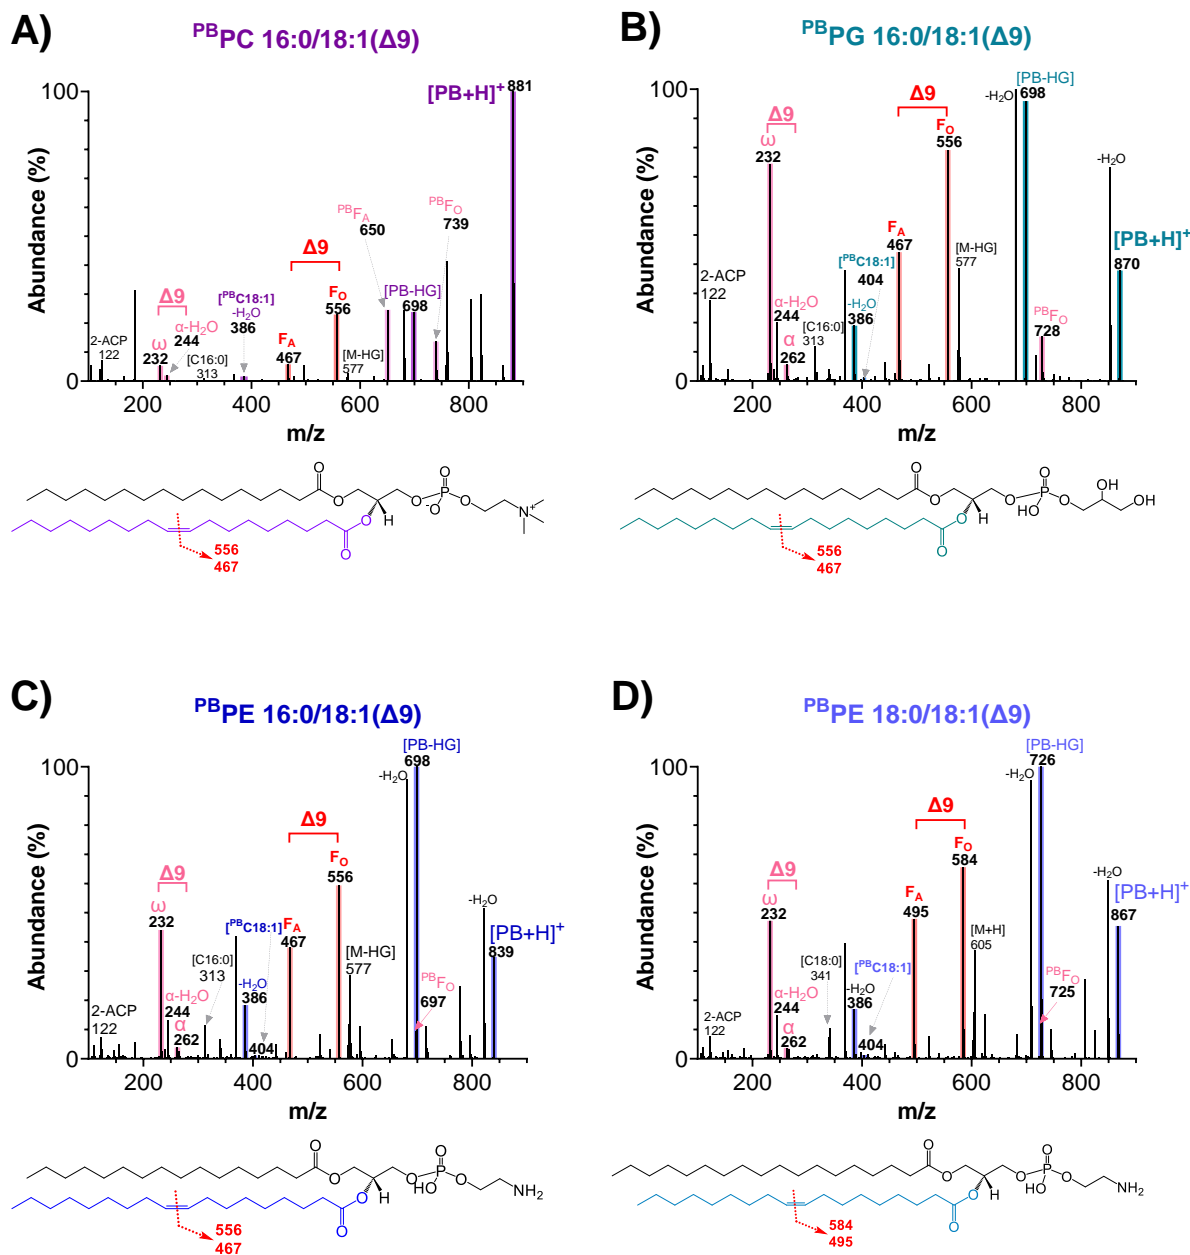 A)
PBPC 16:0/18:1(Δ9)
[PB+H]+ 881
100
Δ9
PBFA
650
PBFO
739
Δ9
FO
556
[PB-HG]
698
[PBC18:1]
-H2O
386
Δ9
α-H2O
244
ω
232
2-ACP
122
[C16:0]
313
FA
467
[M-HG]
577
0
200 400 600 800
m/z
Abundance (%)
O
O
O
P
O
O-
O
N+
H
O
O
556
467
B)
PBPG 16:0/18:1(Δ9)
100
-H2O
[PB-HG]
698
Δ9
ω
232
Δ9
FO
556
-H2O
[PB+H]+
870
FA
467
[M-HG]
577
[PBC18:1]
404
-H2O
386
2-ACP
122
α-H2O
244
α
262
[C16:0]
313
PBFO
728
0
200 400 600 800
m/z
Abundance (%)
O
O
O
P
O
HO
O
OH
OH
H
O
O
556
467
C)
PBPE 16:0/18:1(Δ9)
[PB-HG]
698
100
-H2O
Δ9
FO
556
Δ9
ω
232
[PBC18:1]
FA
467
[C16:0]
313
[M-HG]
577
-H2O
[PB+H]+
839
PBFO
697
-H2O
386
α-H2O
244
α
262
404
2-ACP
122
0
200 400 600 800
m/z
Abundance (%)
O
O
O
P
O
HO
O
NH2
H
O
O
556
467
D)
PBPE 18:0/18:1(Δ9)
[PB-HG]
726
100
-H2O
Δ9
FO
584
Δ9
ω
232
FA
495
-H2O
[PB+H]+
867
[M+H]
605
[C18:0]
341
[PBC18:1]
PBFO
725
-H2O
386
α-H2O
244
α
262
404
2-ACP
122
0
200 400 600 800
m/z
Abundance (%)
O
O
O
P
O
HO
O
NH2
H
O
O
584
495